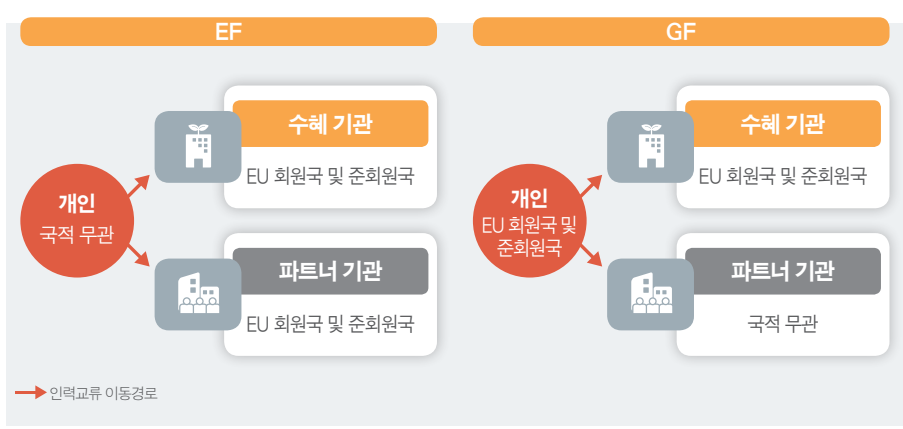 EF
수혜 기관
EU 회원국 및 준회원국
개인
국적 무관
파트너 기관
EU 회원국 및 준회원국
인력교류 이동경로
GF
수혜 기관
EU 회원국 및 준회원국
개인
EU 회원국 및
준회원국
파트너 기관
국적 무관